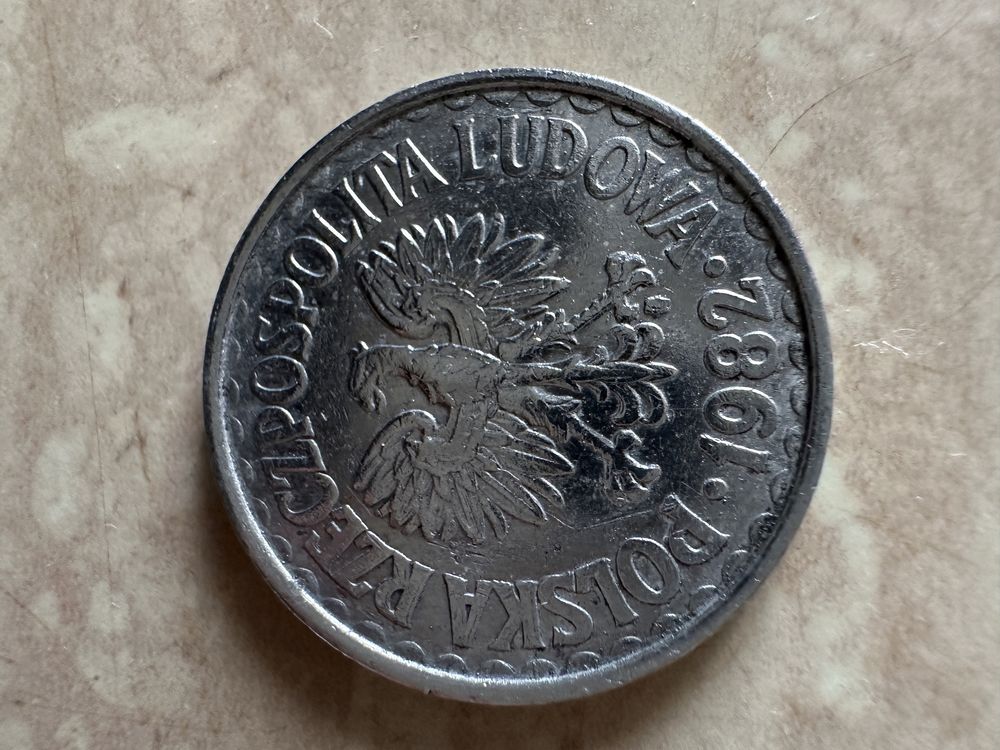 POLSKA RZECZPOSPOLITA LUDOWA
· 1982 ·